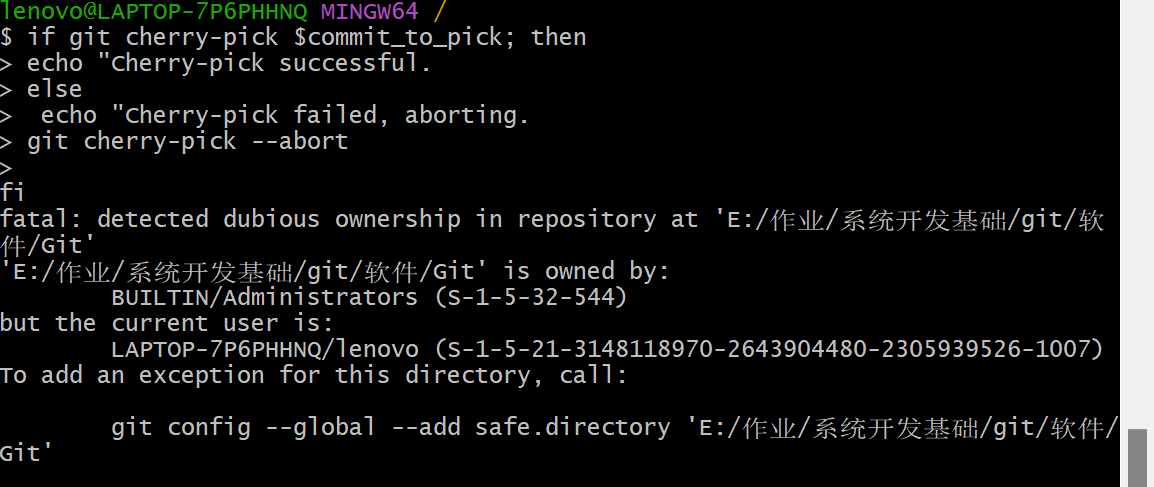 lenovo@LAPTOP-7P6PHHNQ MINGW64 /
$ if git cherry-pick $commit_to_pick; then
> echo "Cherry-pick successful.
> else
>  echo "Cherry-pick failed, aborting.
> git cherry-pick --abort
>
fi
fatal: detected dubious ownership in repository at 'E:/作业/系统开发基础/git/软
件/Git'
'E:/作业/系统开发基础/git/软件/Git' is owned by:
        BUILTIN/Administrators (S-1-5-32-544)
but the current user is:
        LAPTOP-7P6PHHNQ/lenovo (S-1-5-21-3148118970-2643904480-2305939526-1007)
To add an exception for this directory, call:

        git config --global --add safe.directory 'E:/作业/系统开发基础/git/软件/
Git'